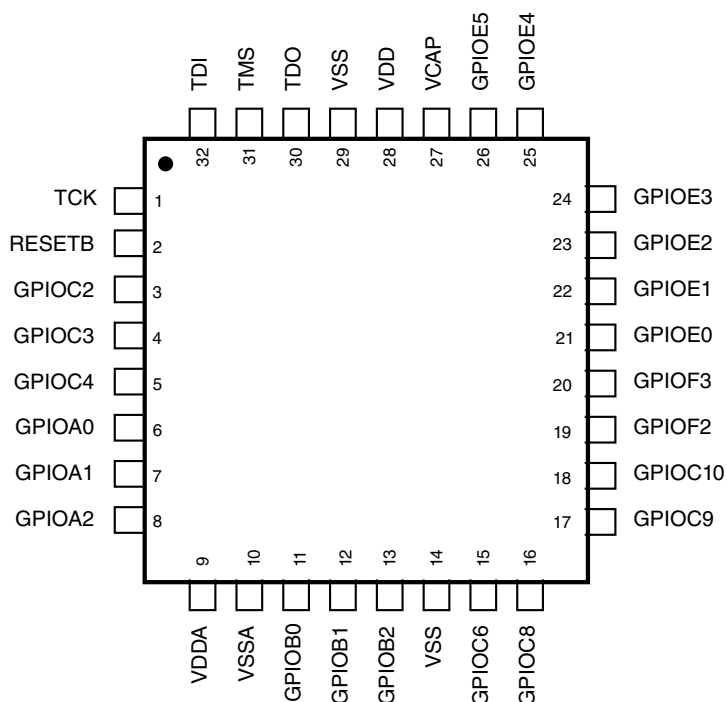 TDI TMS TDO VSS VDD VCAP GPIOE5 GPIOE4
32 31 30 29 28 27 26 25
TCK 1 24 GPIOE3
RESETB 2 23 GPIOE2
GPIOC2 3 22 GPIOE1
GPIOC3 4 21 GPIOE0
GPIOC4 5 20 GPIOF3
GPIOA0 6 19 GPIOF2
GPIOA1 7 18 GPIOC10
GPIOA2 8 17 GPIOC9
9 10 11 12 13 14 15 16
VDDA VSSA GPIOB0 GPIOB1 GPIOB2 VSS GPIOC6 GPIOC8